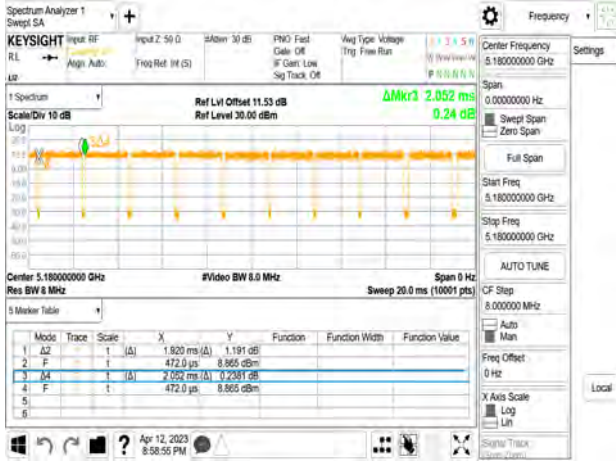 Spectrum Analyzer 1
Swept SA
+
Frequency
KEYSIGHT
Input: RF
Input Z: 50 Ω
#Atten: 30 dB
PNO: Fast
Avg Type: Voltage
RL
Align: Auto
Freq Ref: Int (S)
Gate: Off
Trig: Free Run
IF Gain: Low
Sig Track: Off
P N N N N N
Center Frequency
5.180000000 GHz
Settings
1 Spectrum
Ref Lvl Offset 11.53 dB
ΔMkr3 2.052 ms
Scale/Div 10 dB
Ref Level 30.00 dBm
0.24 dB
Log
Span
0.00000000 Hz
Swept Span
Zero Span
Full Span
Start Freq
5.180000000 GHz
Stop Freq
5.180000000 GHz
AUTO TUNE
Center 5.180000000 GHz
#Video BW 8.0 MHz
Span 0 Hz
Res BW 8 MHz
Sweep 20.0 ms (10001 pts)
CF Step
8.000000 MHz
Auto
Man
Freq Offset
0 Hz
X Axis Scale
Log
Lin
Signal Track
(Span Zoom)
Local
5 Marker Table
Mode Trace Scale X Y Function Function Width Function Value
1 Δ2 t (Δ) 1.920 ms (Δ) 1.191 dB
2 F t 472.0 µs 8.865 dBm
3 Δ4 t (Δ) 2.052 ms (Δ) 0.2381 dB
4 F t 472.0 µs 8.865 dBm
5
6
?
Apr 12, 2023
8:58:55 PM